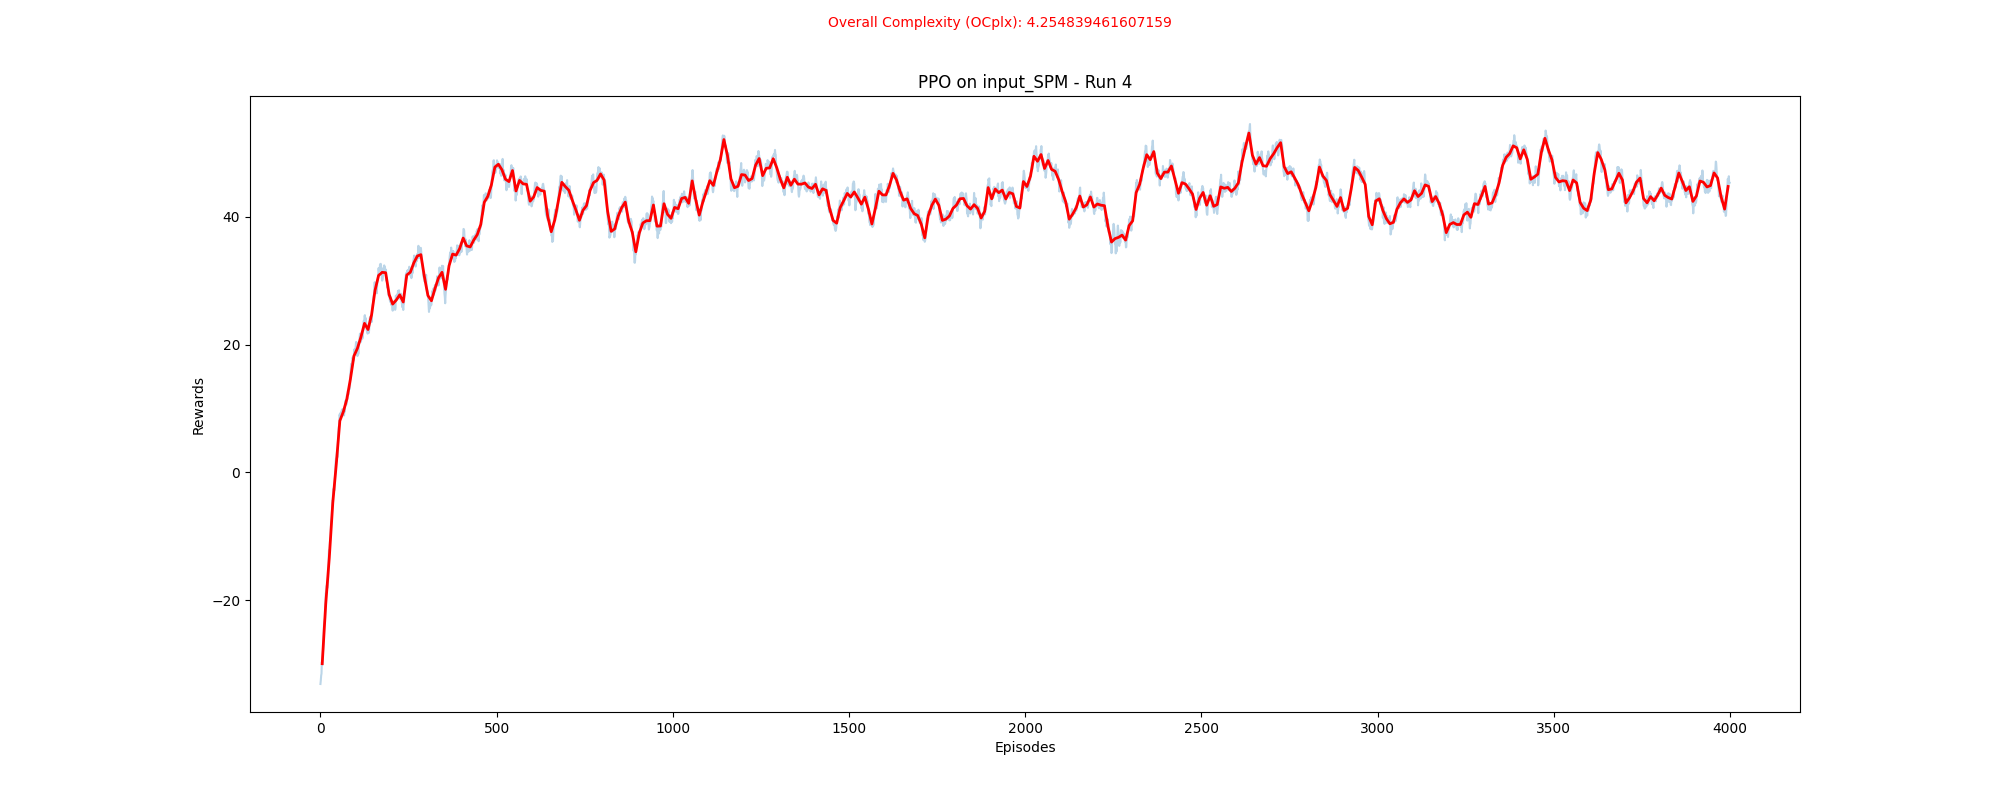 Overall Complexity (OCplx): 4.254839461607159
PPO on input_SPM - Run 4
40
20
0
−20
Rewards
0 500 1000 1500 2000 2500 3000 3500 4000
Episodes